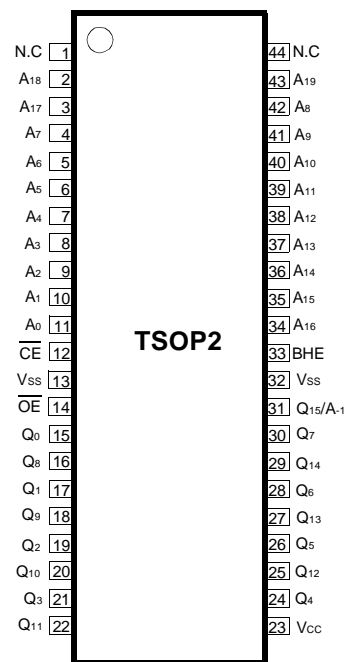 N.C 1 44 N.C
A18 2 43 A19
A17 3 42 A8
A7 4 41 A9
A6 5 40 A10
A5 6 39 A11
A4 7 38 A12
A3 8 37 A13
A2 9 36 A14
A1 10 35 A15
A0 11 34 A16
TSOP2
C̅E̅ 12 33 BHE
VSS 13 32 VSS
O̅E̅ 14 31 Q15/A-1
Q0 15 30 Q7
Q8 16 29 Q14
Q1 17 28 Q6
Q9 18 27 Q13
Q2 19 26 Q5
Q10 20 25 Q12
Q3 21 24 Q4
Q11 22 23 VCC